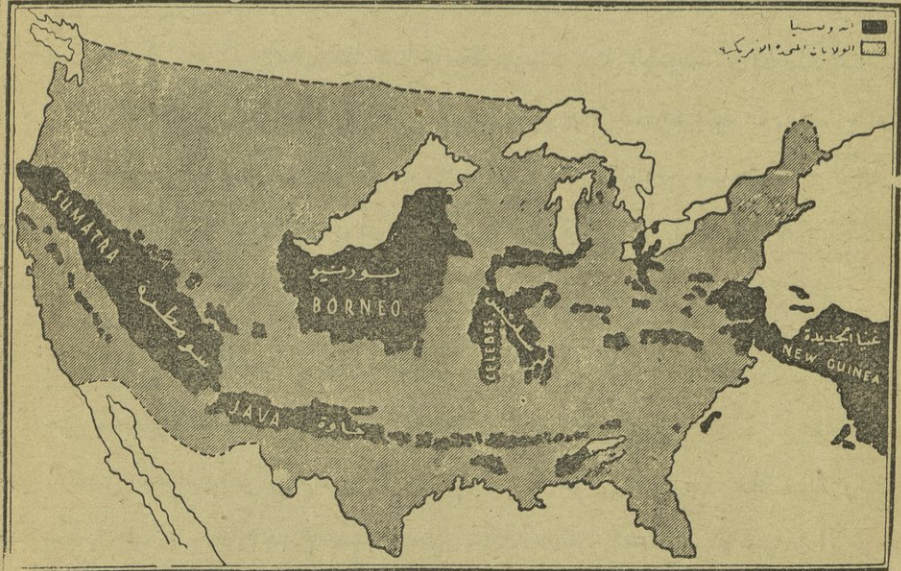 اندونيسيا
الولايات المتحدة الامريكية
SUMATRA
سومطرة
بورنيو
BORNEO
CELEBES
JAVA
جاوة
غينيا الجديدة
NEW GUINEA